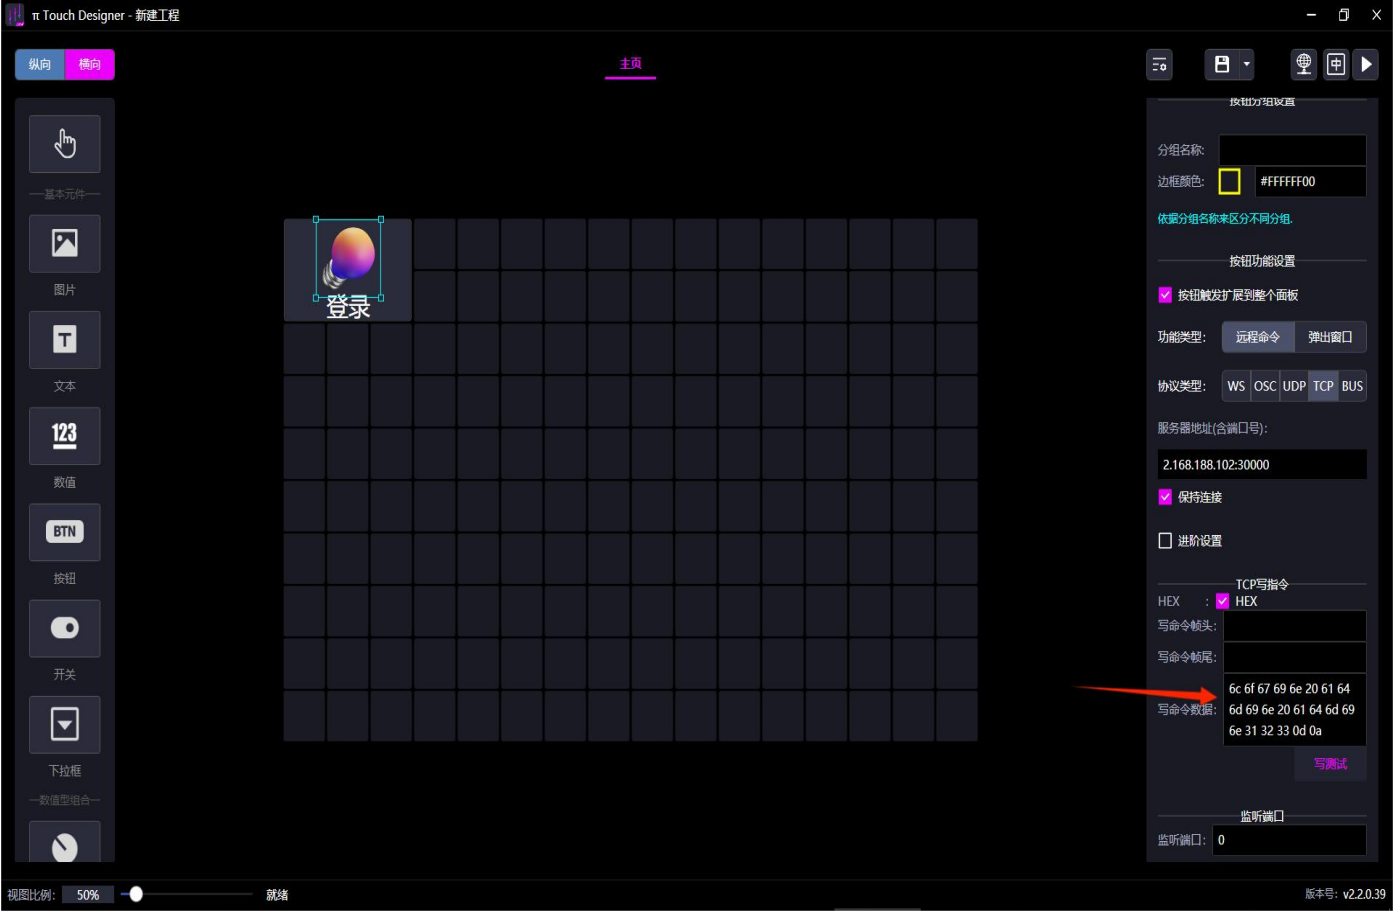 π Touch Designer - 新建工程
纵向 横向
主页
中
基本元件
图片
T
文本
123
数值
BTN
按钮
开关
下拉框
数值型组合
登录
按钮分组设置
分组名称:
边框颜色: #FFFFFF00
依据分组名称来区分不同分组.
按钮功能设置
按钮触发扩展到整个面板
功能类型: 远程命令 弹出窗口
协议类型: WS OSC UDP TCP BUS
服务器地址(含端口号):
2.168.188.102:30000
保持连接
进阶设置
TCP写指令
HEX : HEX
写命令帧头:
写命令帧尾:
写命令数据:
6c 6f 67 69 6e 20 61 64
6d 69 6e 20 61 64 6d 69
6e 31 32 33 0d 0a
写测试
监听端口
监听端口: 0
视图比例: 50% 就绪
版本号: v2.2.0.39